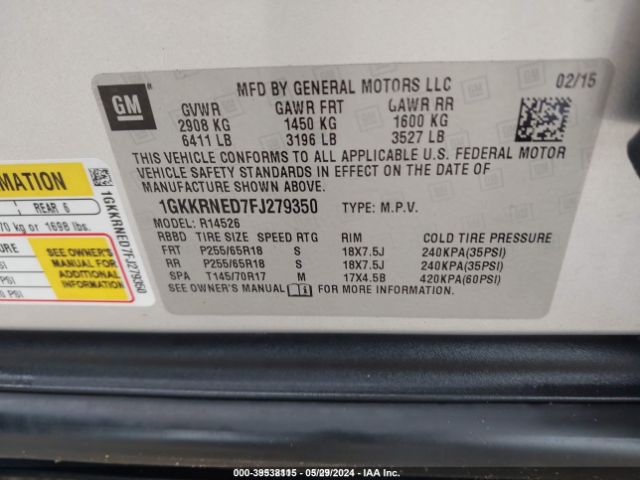 GM
MFD BY GENERAL MOTORS LLC 02/15
GVWR GAWR FRT GAWR RR
2908 KG 1450 KG 1600 KG
6411 LB 3196 LB 3527 LB
THIS VEHICLE CONFORMS TO ALL APPLICABLE U.S. FEDERAL MOTOR
VEHICLE SAFETY STANDARDS IN EFFECT ON THE DATE OF
MANUFACTURE SHOWN ABOVE.
1GKKRNED7FJ279350 TYPE: M.P.V.
MODEL: R14526
RBBD TIRE SIZE SPEED RTG RIM COLD TIRE PRESSURE
FRT P255/65R18 S 18X7.5J 240KPA(35PSI)
RR P255/65R18 S 18X7.5J 240KPA(35PSI)
SPA T145/70R17 M 17X4.5B 420KPA(60PSI)
SEE OWNER'S MANUAL FOR MORE INFORMATION
REAR 6
kg or 1698 lbs.
SEE OWNER'S
MANUAL FOR
ADDITIONAL
INFORMATION
1GKKRNED7FJ279350
000-39538115 - 05/29/2024 - IAA Inc.